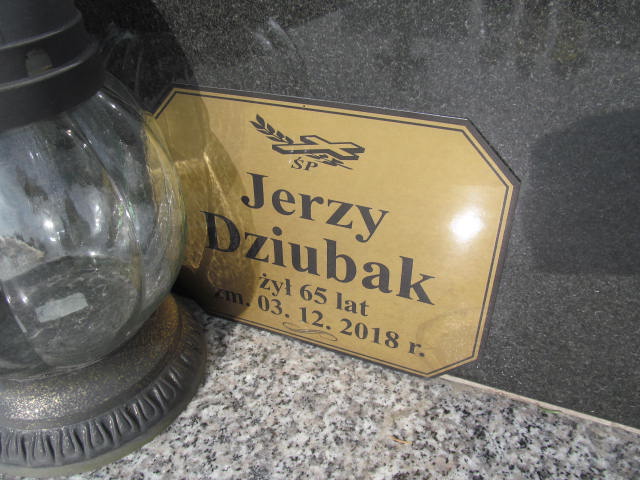 ŚP
Jerzy
Dziubak
żył 65 lat
zm. 03. 12. 2018 r.